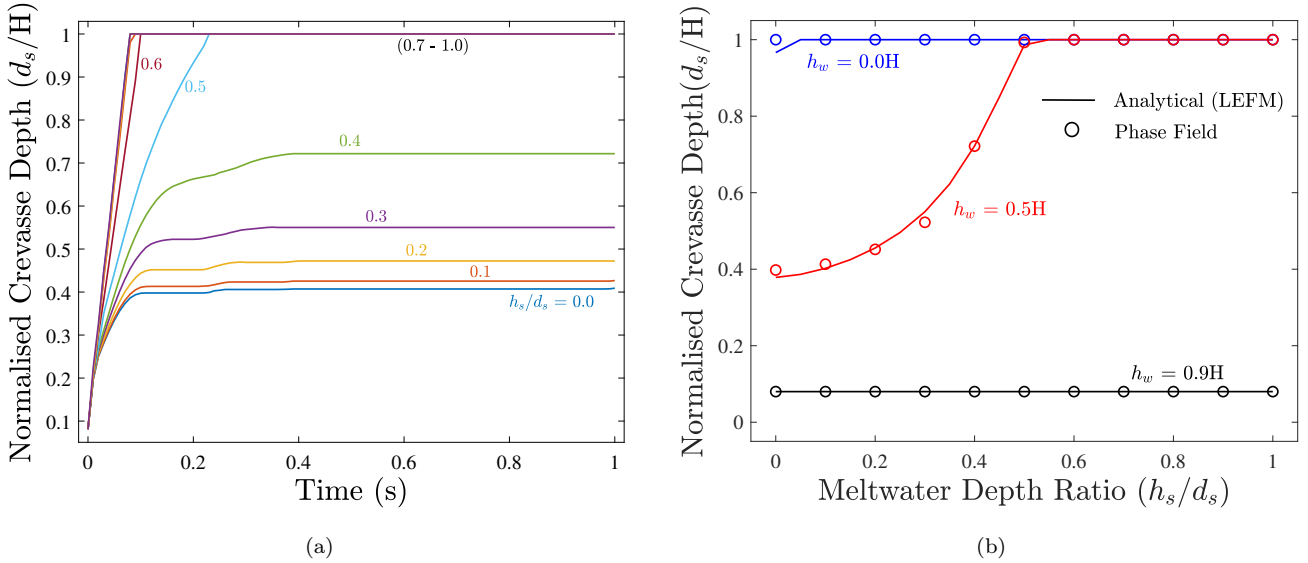 Normalised Crevasse Depth (d_s/H)
1
0.9
0.8
0.7
0.6
0.5
0.4
0.3
0.2
0.1
(0.7 - 1.0)
0.6
0.5
0.4
0.3
0.2
0.1
h_s/d_s = 0.0
0 0.2 0.4 0.6 0.8 1
Time (s)
(a)
Normalised Crevasse Depth(d_s/H)
1
0.8
0.6
0.4
0.2
0
h_w = 0.0H
Analytical (LEFM)
Phase Field
h_w = 0.5H
h_w = 0.9H
0 0.2 0.4 0.6 0.8 1
Meltwater Depth Ratio (h_s/d_s)
(b)